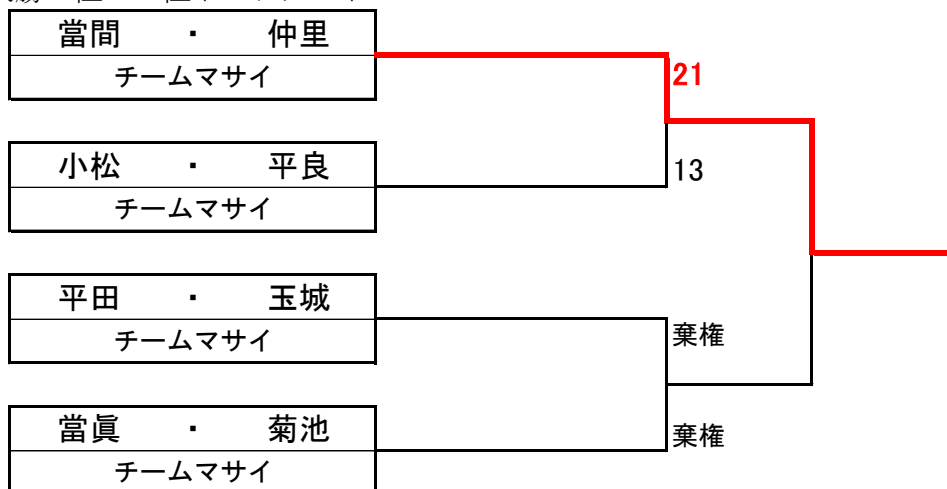 當間 ・ 仲里
チームマサイ
21
小松 ・ 平良
13
チームマサイ
平田 ・ 玉城
チームマサイ
棄権
當眞 ・ 菊池
棄権
チームマサイ